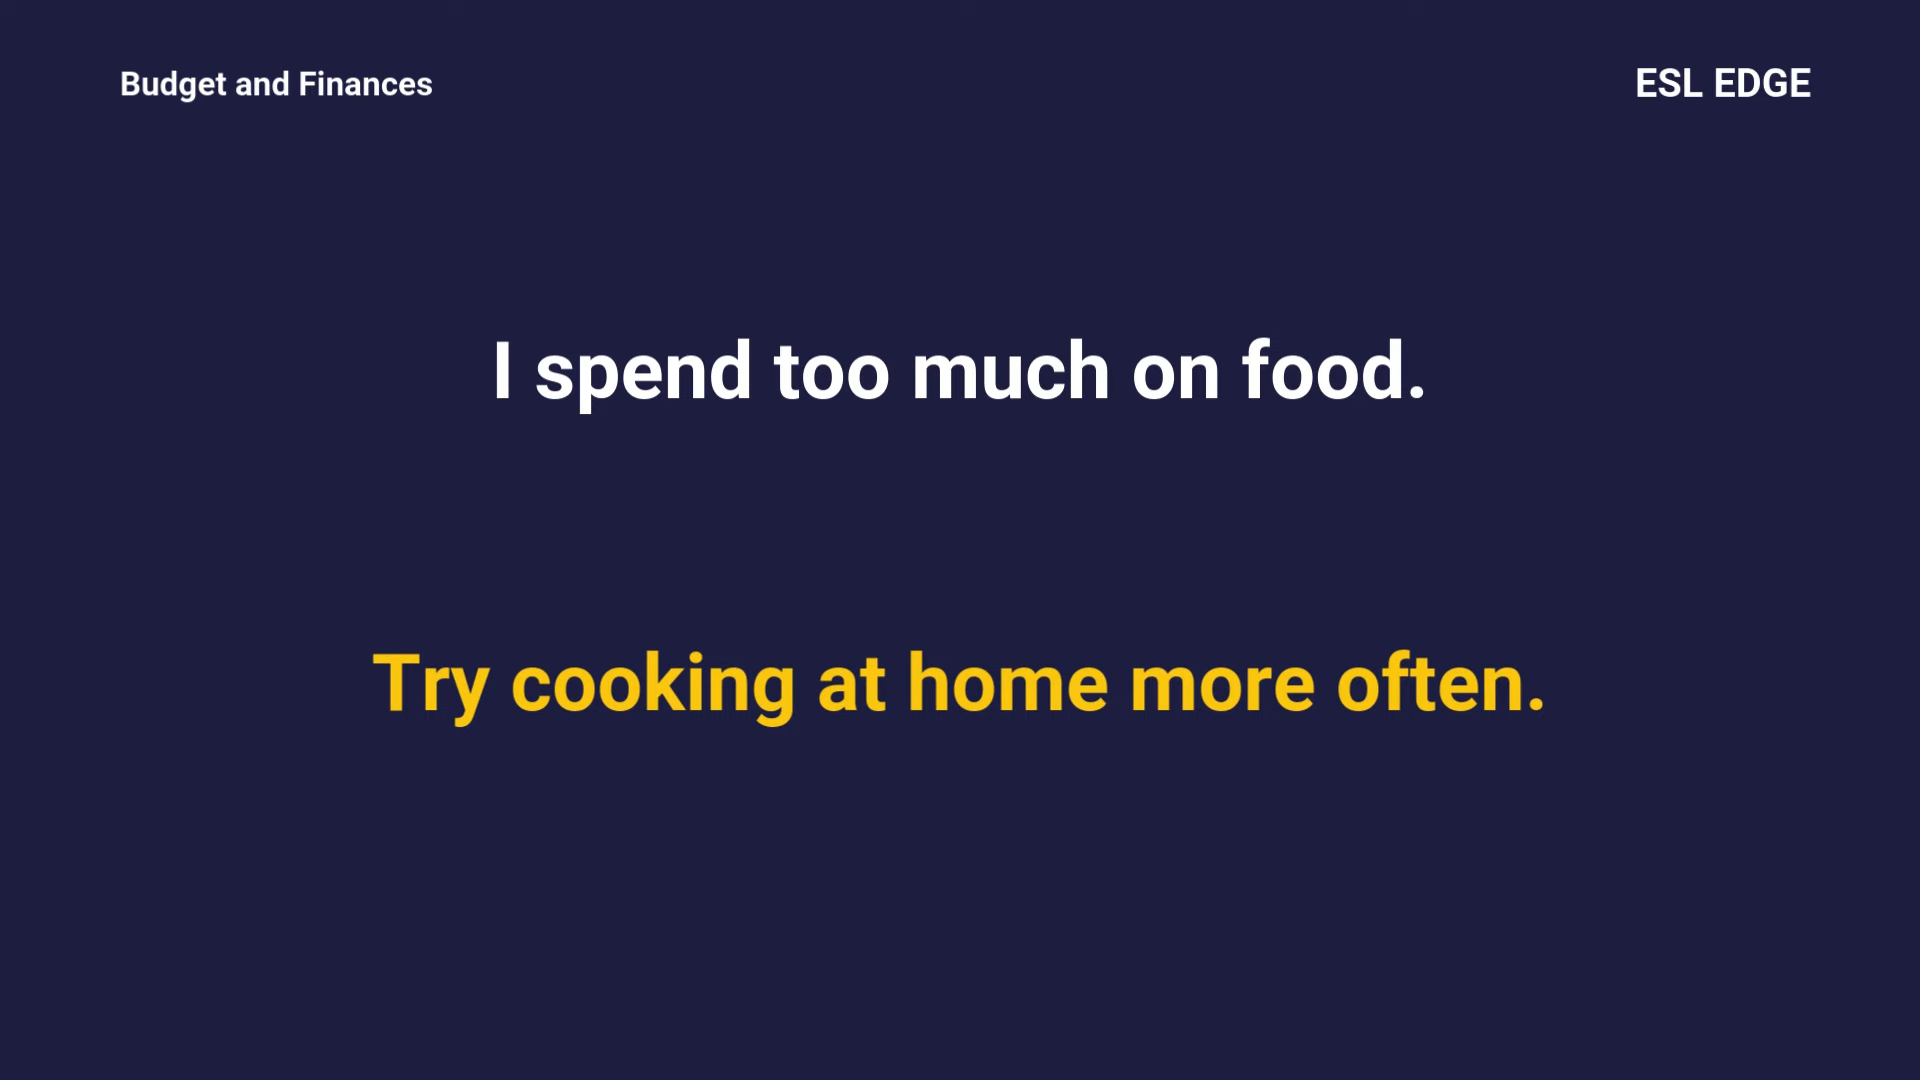 Budget and Finances
ESL EDGE
I spend too much on food.
Try cooking at home more often.